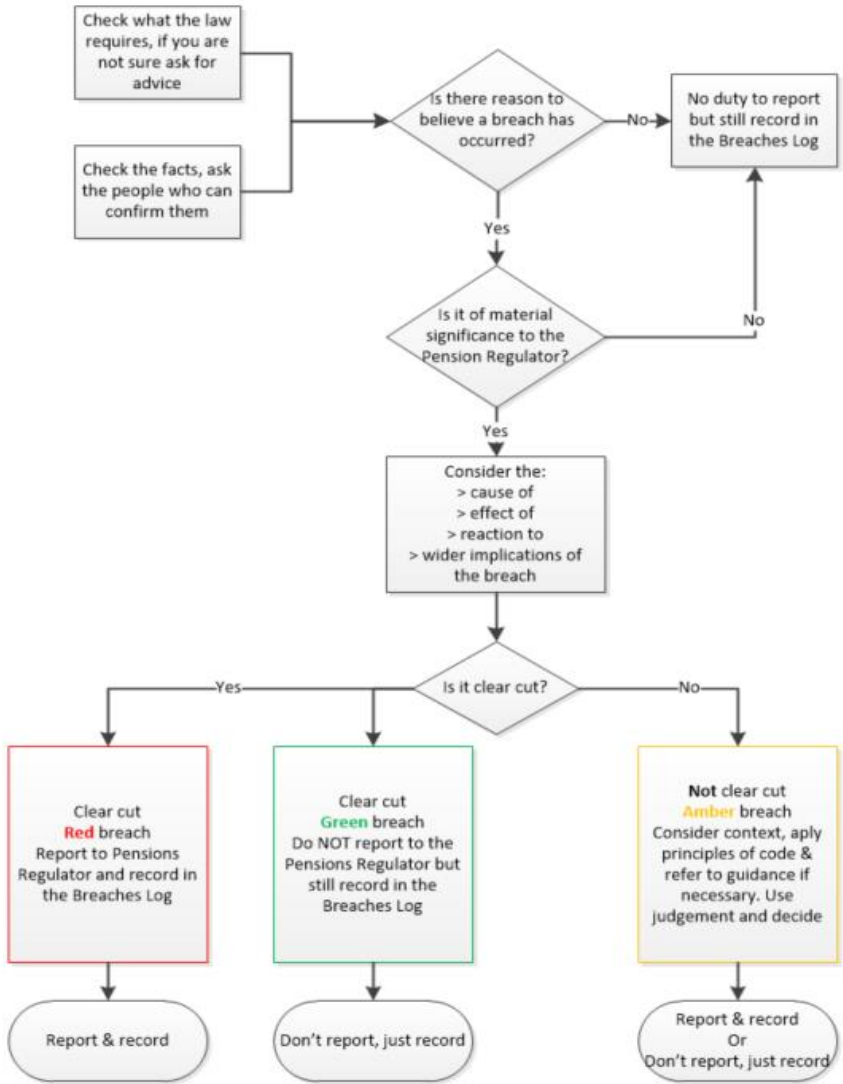 Check what the law
requires, if you are
not sure ask for
advice
Check the facts, ask
the people who can
confirm them
Is there reason to
believe a breach has
occurred?
No
No duty to report
but still record in
the Breaches Log
Yes
Is it of material
significance to the
Pension Regulator?
No
Yes
Consider the:
> cause of
> effect of
> reaction to
> wider implications of
the breach
Is it clear cut?
Yes
No
Clear cut
Red breach
Report to Pensions
Regulator and record in
the Breaches Log
Clear cut
Green breach
Do NOT report to the
Pensions Regulator but
still record in the
Breaches Log
Not clear cut
Amber breach
Consider context, aply
principles of code &
refer to guidance if
necessary. Use
judgement and decide
Report & record
Don't report, just record
Report & record
Or
Don't report, just record